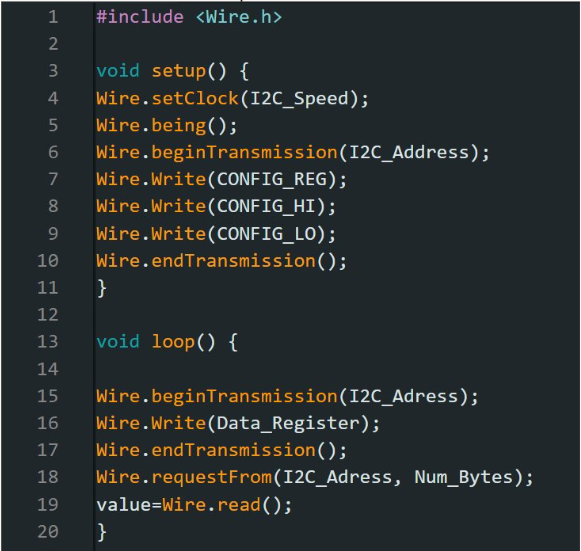 1 #include <Wire.h>
2
3 void setup() {
4 Wire.setClock(I2C_Speed);
5 Wire.being();
6 Wire.beginTransmission(I2C_Address);
7 Wire.Write(CONFIG_REG);
8 Wire.Write(CONFIG_HI);
9 Wire.Write(CONFIG_LO);
10 Wire.endTransmission();
11 }
12
13 void loop() {
14
15 Wire.beginTransmission(I2C_Adress);
16 Wire.Write(Data_Register);
17 Wire.endTransmission();
18 Wire.requestFrom(I2C_Adress, Num_Bytes);
19 value=Wire.read();
20 }